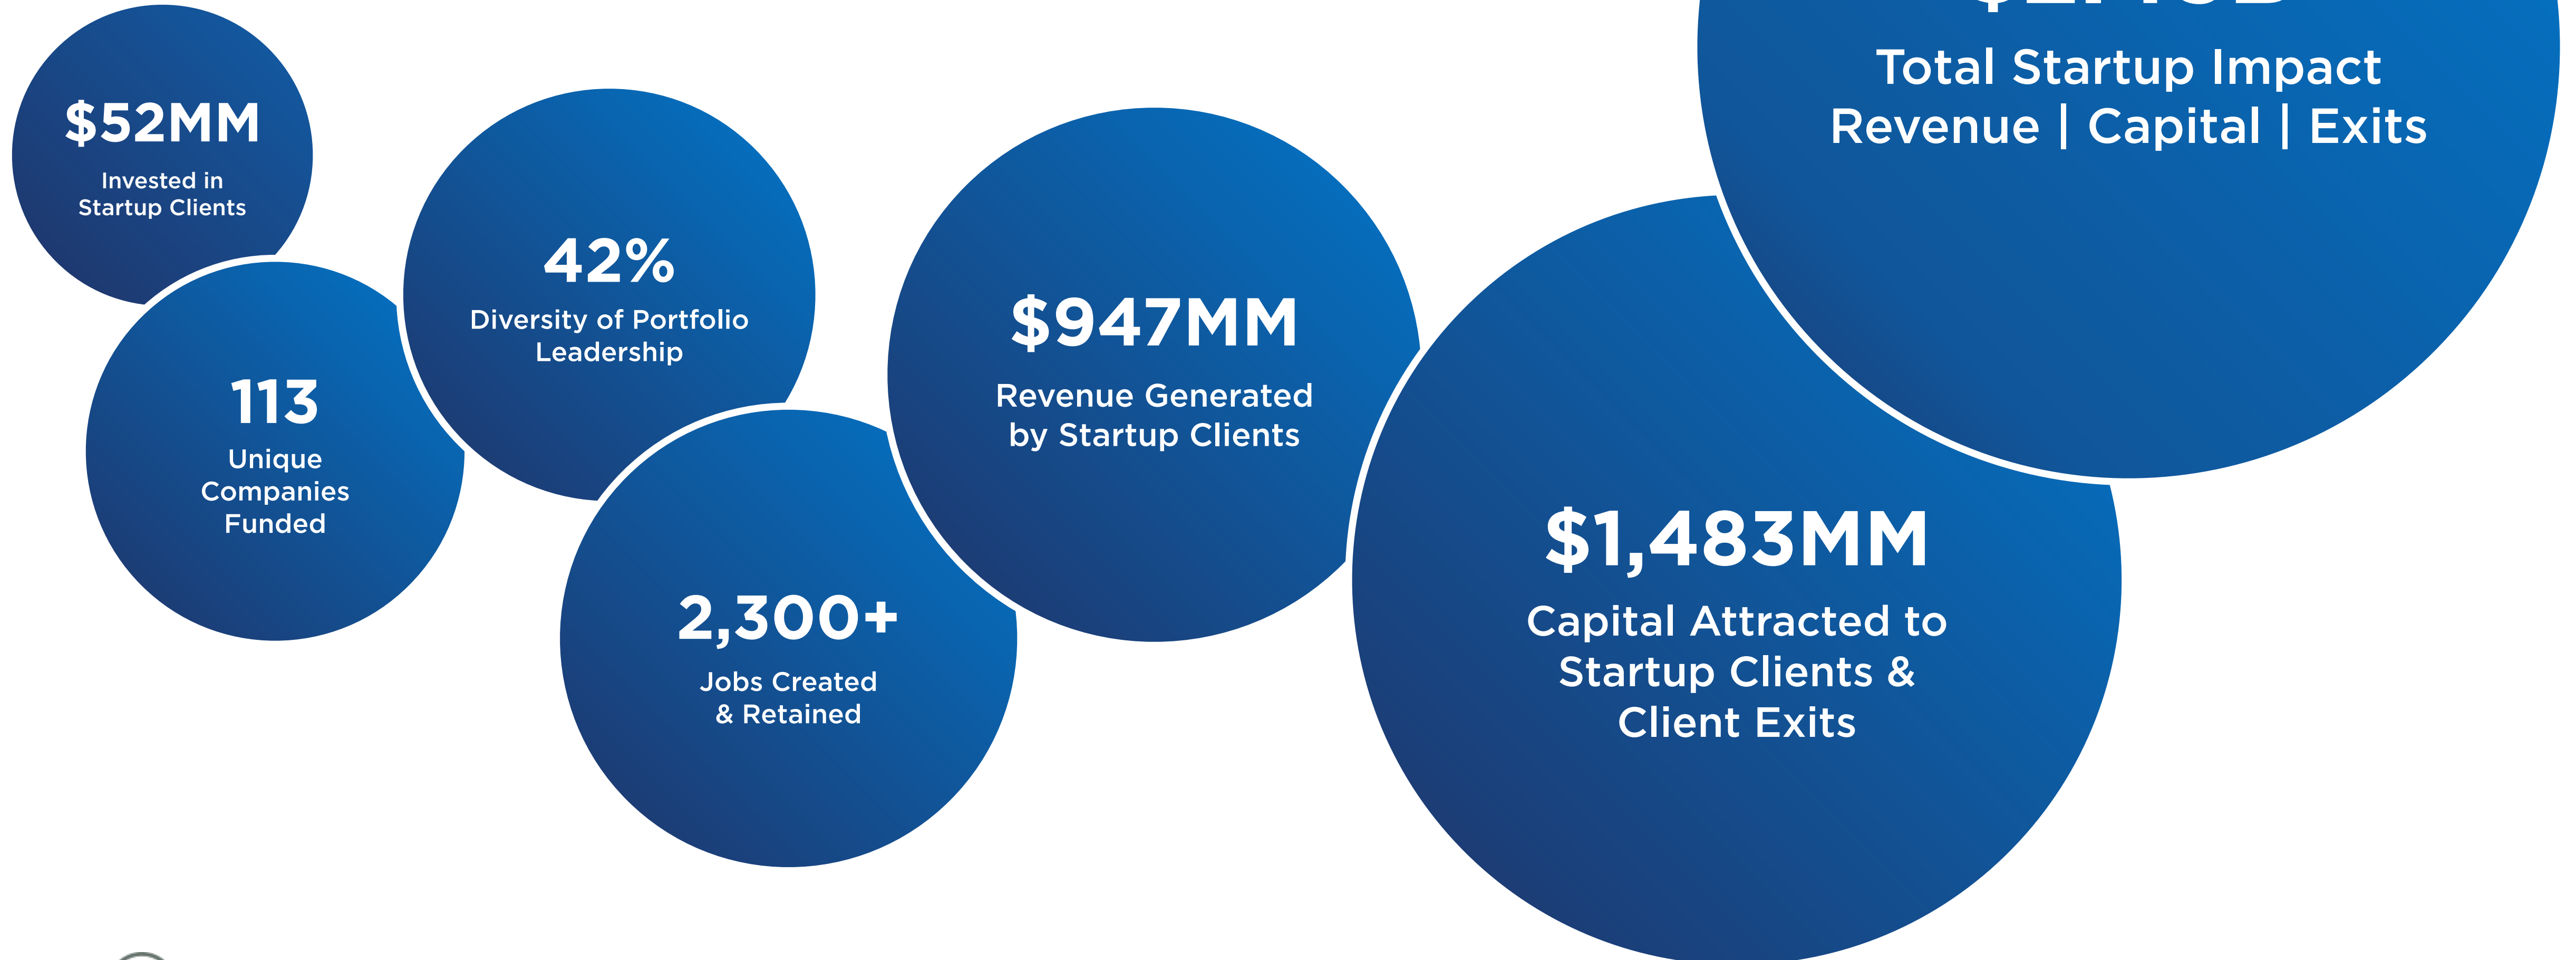 $52MM
Invested in
Startup Clients
113
Unique
Companies
Funded
42%
Diversity of Portfolio
Leadership
2,300+
Jobs Created
& Retained
$947MM
Revenue Generated
by Startup Clients
$1,483MM
Capital Attracted to
Startup Clients &
Client Exits
Total Startup Impact
Revenue | Capital | Exits